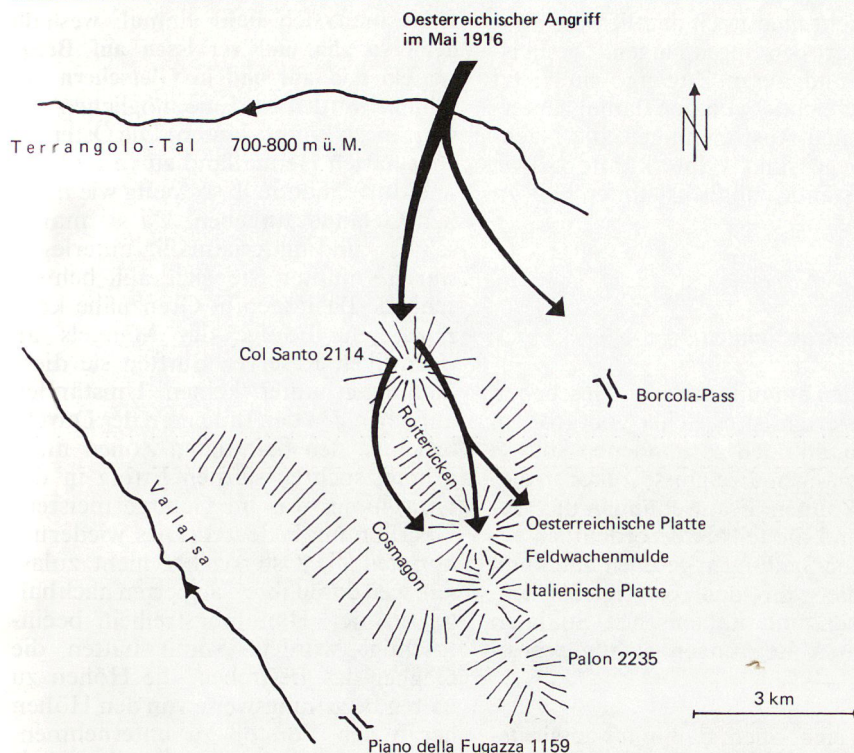 Oesterreichischer Angriff
im Mai 1916
N
Terrangolo-Tal 700-800 m ü. M.
Col Santo 2114
Borcola-Pass
Roiterücken
Vallarsa
Cosmagon
Oesterreichische Platte
Feldwachenmulde
Italienische Platte
Palon 2235
3 km
Piano della Fugazza 1159